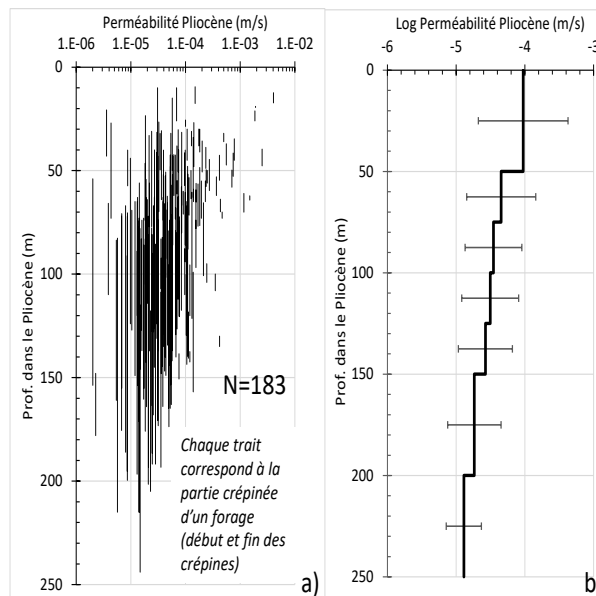 Perméabilité Pliocène (m/s)
1.E-06 1.E-05 1.E-04 1.E-03 1.E-02
Prof. dans le Pliocène (m)
0
50
100
150
200
250
N=183
Chaque trait
correspond à la
partie crépinée
d'un forage
(début et fin des
crépines)
a)
Log Perméabilité Pliocène (m/s)
-6 -5 -4 -3
Prof. dans le Pliocène (m)
0
50
100
150
200
250
b